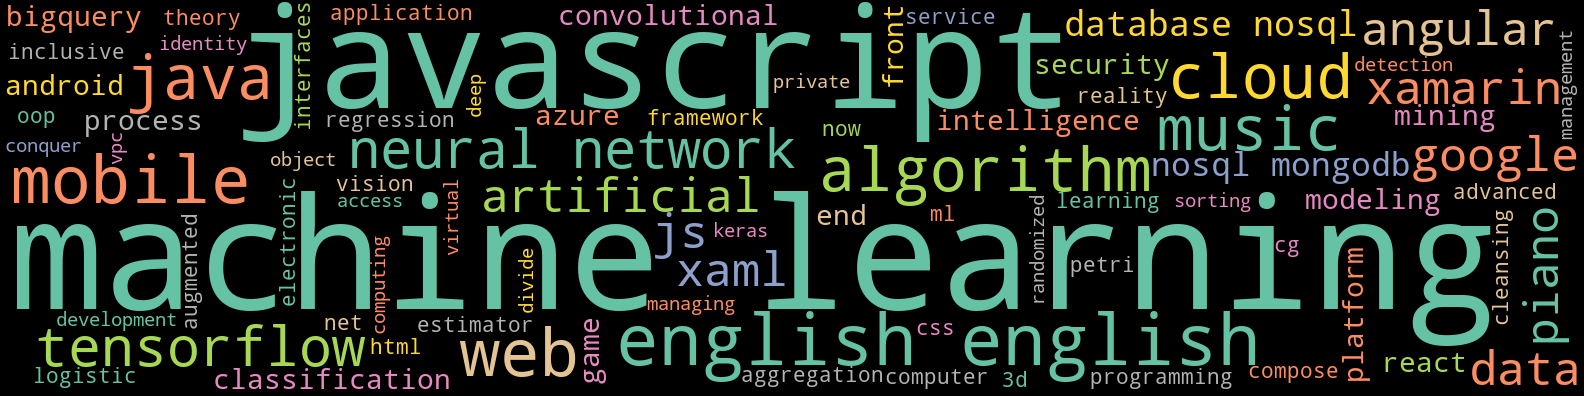 bigquery
theory
application
convolutional
service
database nosql
angular
inclusive
identity
interfaces
javascript
front
security
cloud
detection
management
android
java
deep
private
reality
xamarin
oop
process
regression
azure
framework
now
intelligence
music
mining
conquer
vpc
object
neural network
algorithm
nosql mongodb
google
mobile
vision
access
virtual
artificial
end
ml
randomized
learning
sorting
modeling
advanced
machine learning
augmented
electronic
computing
divide
js
keras
xaml
managing
petri
cg
platform
cleansing
piano
development
net
estimator
tensorflow
html
web
game
english english
css
react
data
logistic
classification
aggregation
computer
3d
programming
compose